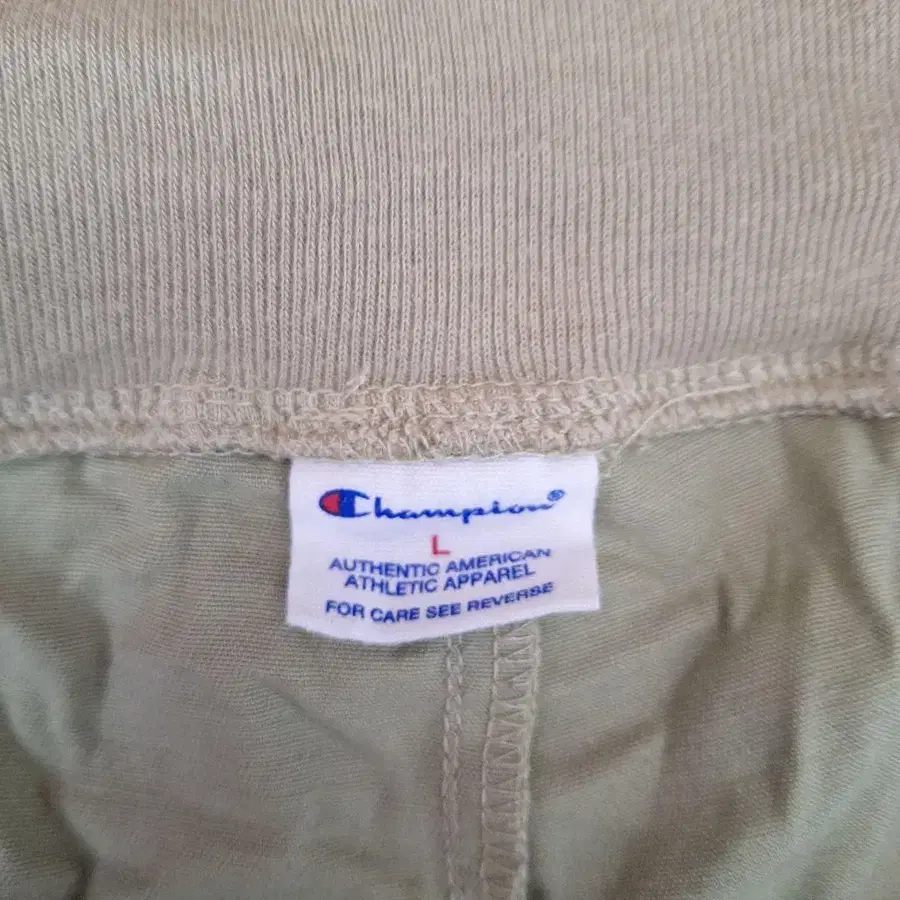 Champion®
L
AUTHENTIC AMERICAN
ATHLETIC APPAREL
FOR CARE SEE REVERSE